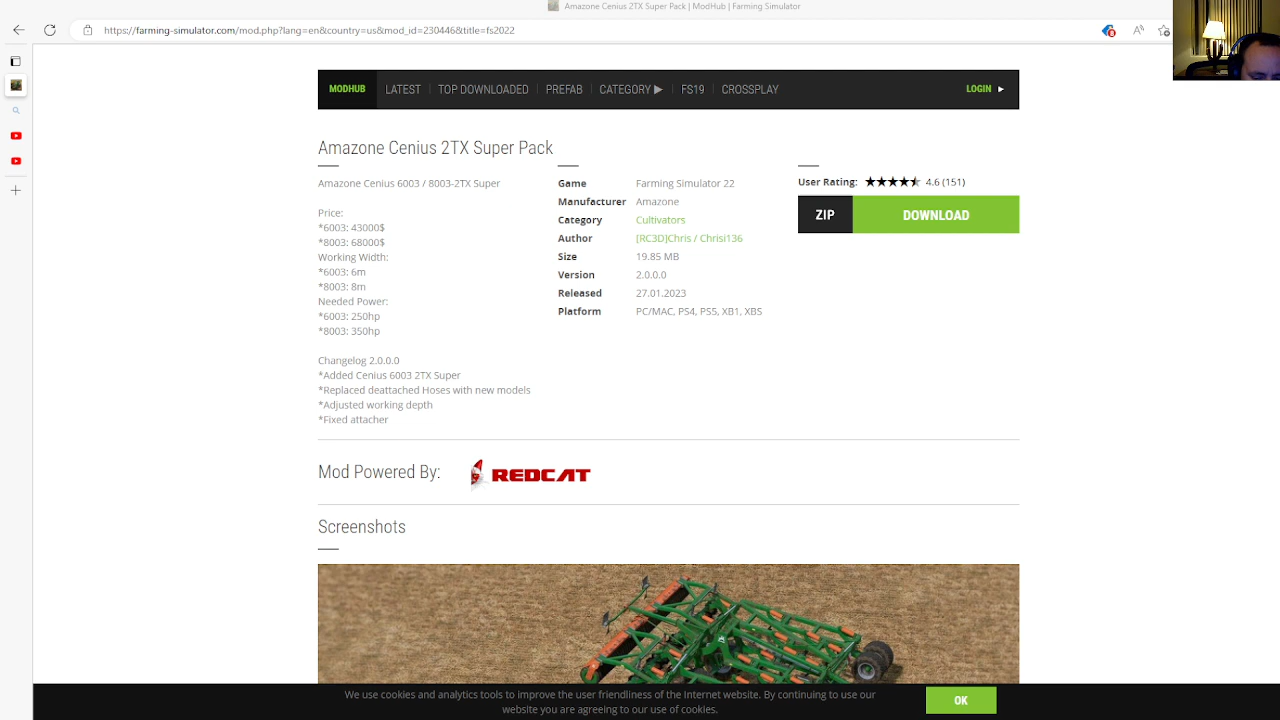 Amazone Cenius 2TX Super Pack | ModHub | Farming Simulator
https://farming-simulator.com/mod.php?lang=en&country=us&mod_id=230446&title=fs2022
MODHUB LATEST TOP DOWNLOADED PREFAB CATEGORY ▶ FS19 CROSSPLAY LOGIN ▶
Amazone Cenius 2TX Super Pack
Amazone Cenius 6003 / 8003-2TX Super
Price:
*6003: 43000$
*8003: 68000$
Working Width:
*6003: 6m
*8003: 8m
Needed Power:
*6003: 250hp
*8003: 350hp
Changelog 2.0.0.0
*Added Cenius 6003 2TX Super
*Replaced deattached Hoses with new models
*Adjusted working depth
*Fixed attacher
Game Farming Simulator 22
Manufacturer Amazone
Category Cultivators
Author [RC3D]Chris / Chrisi136
Size 19.85 MB
Version 2.0.0.0
Released 27.01.2023
Platform PC/MAC, PS4, PS5, XB1, XBS
User Rating: 4.6 (151)
ZIP DOWNLOAD
Mod Powered By: REDCAT
Screenshots
We use cookies and analytics tools to improve the user friendliness of the Internet website. By continuing to use our
website you are agreeing to our use of cookies.
OK